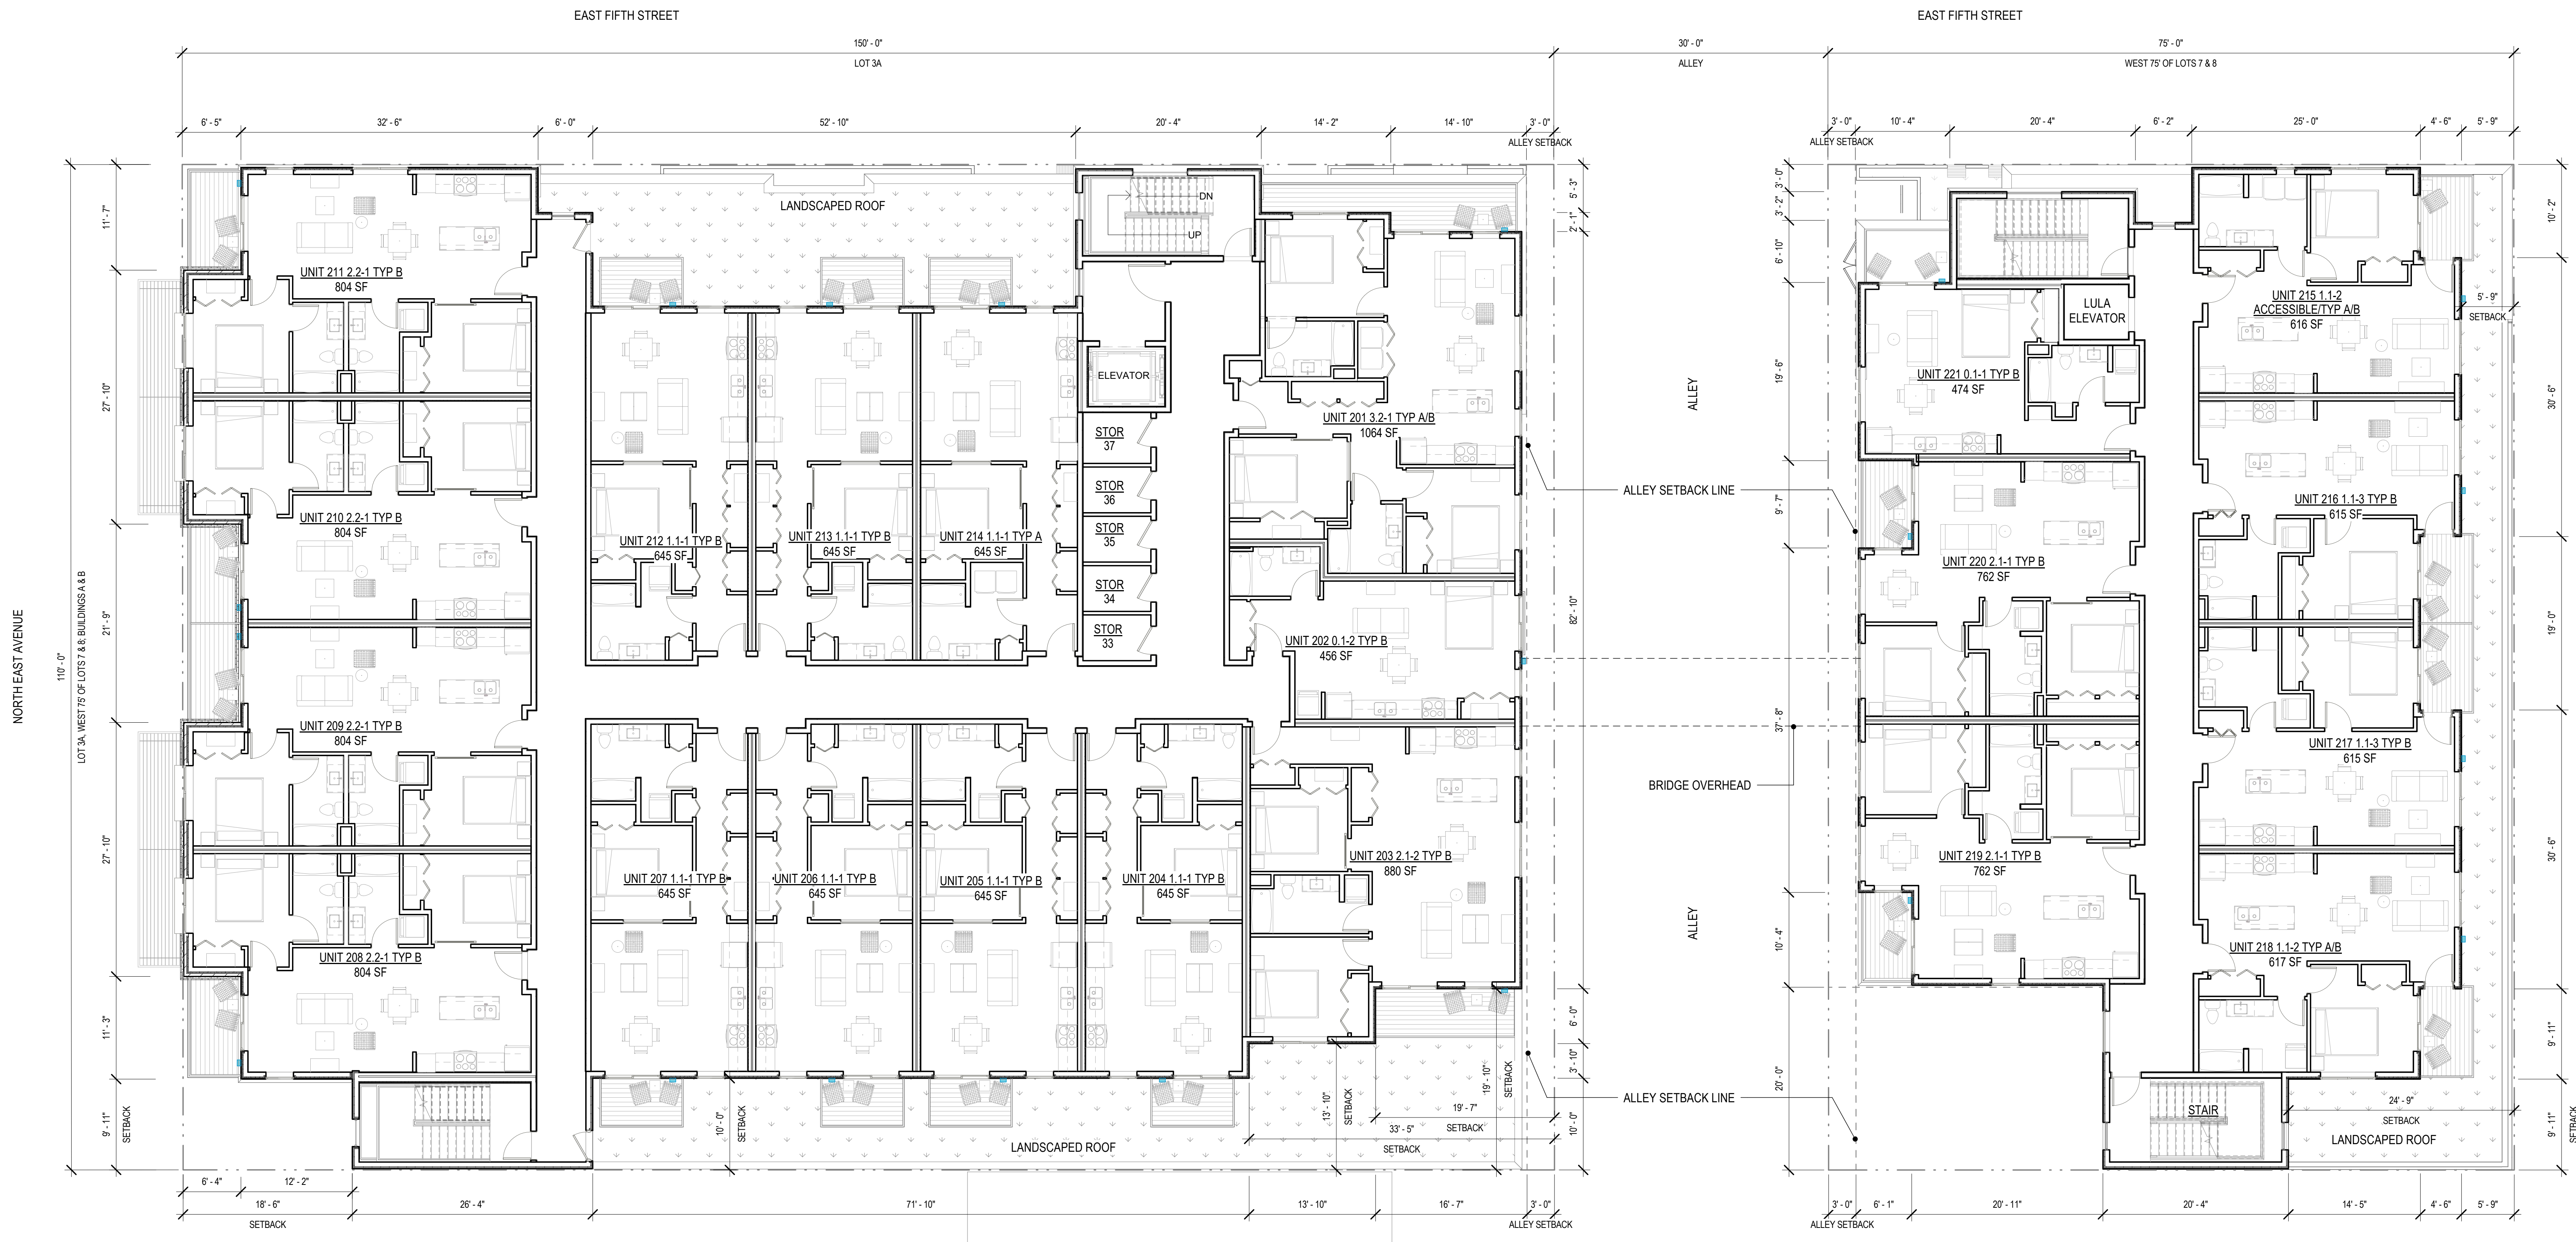 EAST FIFTH STREET
EAST FIFTH STREET
150' - 0"
30' - 0"
75' - 0"
LOT 3A
ALLEY
WEST 75' OF LOTS 7 & 8
6' - 5"
32' - 6"
6' - 0"
52' - 10"
20' - 4"
14' - 2"
14' - 10"
3' - 0"
ALLEY SETBACK
3' - 0"
10' - 4"
20' - 4"
6' - 2"
25' - 0"
4' - 6"
5' - 9"
ALLEY SETBACK
NORTH EAST AVENUE
110' - 0"
LOT 3A, WEST 75' OF LOTS 7 & 8; BUILDINGS A & B
11' - 7"
27' - 10"
21' - 9"
27' - 10"
11' - 3"
9' - 11"
SETBACK
LANDSCAPED ROOF
DN
UP
UNIT 211 2.2-1 TYP B
804 SF
UNIT 210 2.2-1 TYP B
804 SF
UNIT 209 2.2-1 TYP B
804 SF
UNIT 208 2.2-1 TYP B
804 SF
UNIT 212 1.1-1 TYP B
645 SF
UNIT 213 1.1-1 TYP B
645 SF
UNIT 214 1.1-1 TYP A
645 SF
ELEVATOR
STOR
37
STOR
36
STOR
35
STOR
34
STOR
33
UNIT 201 3.2-1 TYP A/B
1064 SF
UNIT 202 0.1-2 TYP B
456 SF
UNIT 203 2.1-2 TYP B
880 SF
UNIT 207 1.1-1 TYP B
645 SF
UNIT 206 1.1-1 TYP B
645 SF
UNIT 205 1.1-1 TYP B
645 SF
UNIT 204 1.1-1 TYP B
645 SF
LANDSCAPED ROOF
10' - 0"
SETBACK
13' - 10"
SETBACK
19' - 10"
SETBACK
19' - 7"
SETBACK
33' - 5"
SETBACK
5' - 3"
2' - 1"
82' - 10"
6' - 0"
3' - 10"
10' - 0"
ALLEY
ALLEY SETBACK LINE
BRIDGE OVERHEAD
ALLEY
ALLEY SETBACK LINE
3' - 0"
3' - 2"
6' - 10"
19' - 6"
9' - 7"
37' - 8"
10' - 4"
20' - 0"
LULA
ELEVATOR
UNIT 221 0.1-1 TYP B
474 SF
UNIT 220 2.1-1 TYP B
762 SF
UNIT 219 2.1-1 TYP B
762 SF
UNIT 215 1.1-2
ACCESSIBLE/TYP A/B
616 SF
UNIT 216 1.1-3 TYP B
615 SF
UNIT 217 1.1-3 TYP B
615 SF
UNIT 218 1.1-2 TYP A/B
617 SF
STAIR
5' - 9"
SETBACK
24' - 9"
SETBACK
LANDSCAPED ROOF
10' - 2"
30' - 6"
19' - 0"
30' - 6"
9' - 11"
9' - 11"
SETBACK
6' - 4"
12' - 2"
18' - 6"
SETBACK
26' - 4"
71' - 10"
13' - 10"
16' - 7"
3' - 0"
ALLEY SETBACK
3' - 0"
ALLEY SETBACK
6' - 1"
20' - 11"
20' - 4"
14' - 5"
4' - 6"
5' - 9"